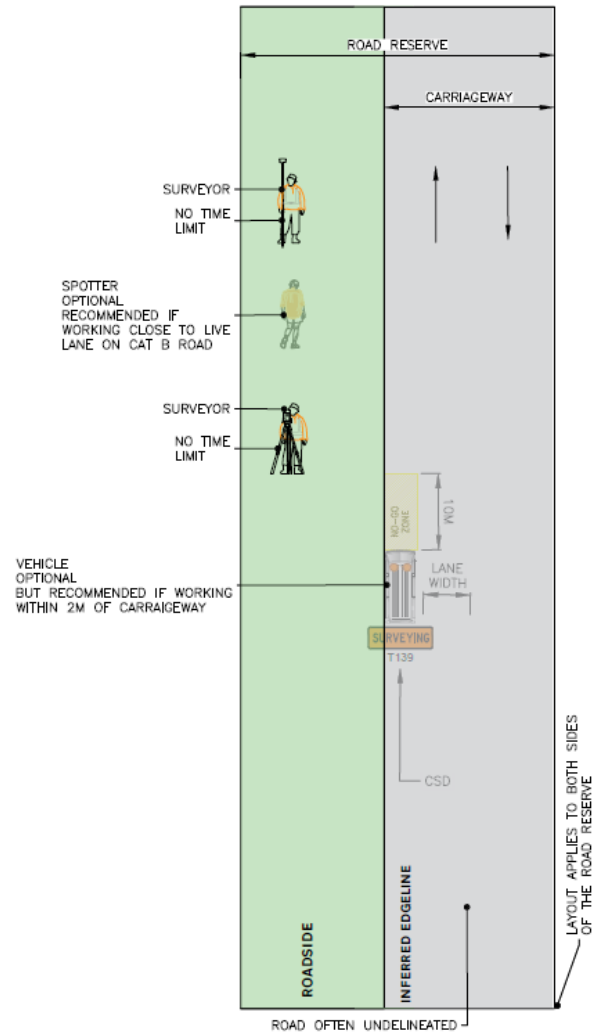 ROAD RESERVE
CARRIAGEWAY
SURVEYOR
NO TIME
LIMIT
SPOTTER
OPTIONAL
RECOMMENDED IF
WORKING CLOSE TO LIVE
LANE ON CAT B ROAD
SURVEYOR
NO TIME
LIMIT
NO-GO
ZONE
10M
VEHICLE
OPTIONAL
BUT RECOMMENDED IF WORKING
WITHIN 2M OF CARRAIGEWAY
LANE
WIDTH
SURVEYING
T139
CSD
LAYOUT APPLIES TO BOTH SIDES
OF THE ROAD RESERVE
ROADSIDE
INFERRED EDGELINE
ROAD OFTEN UNDELINEATED